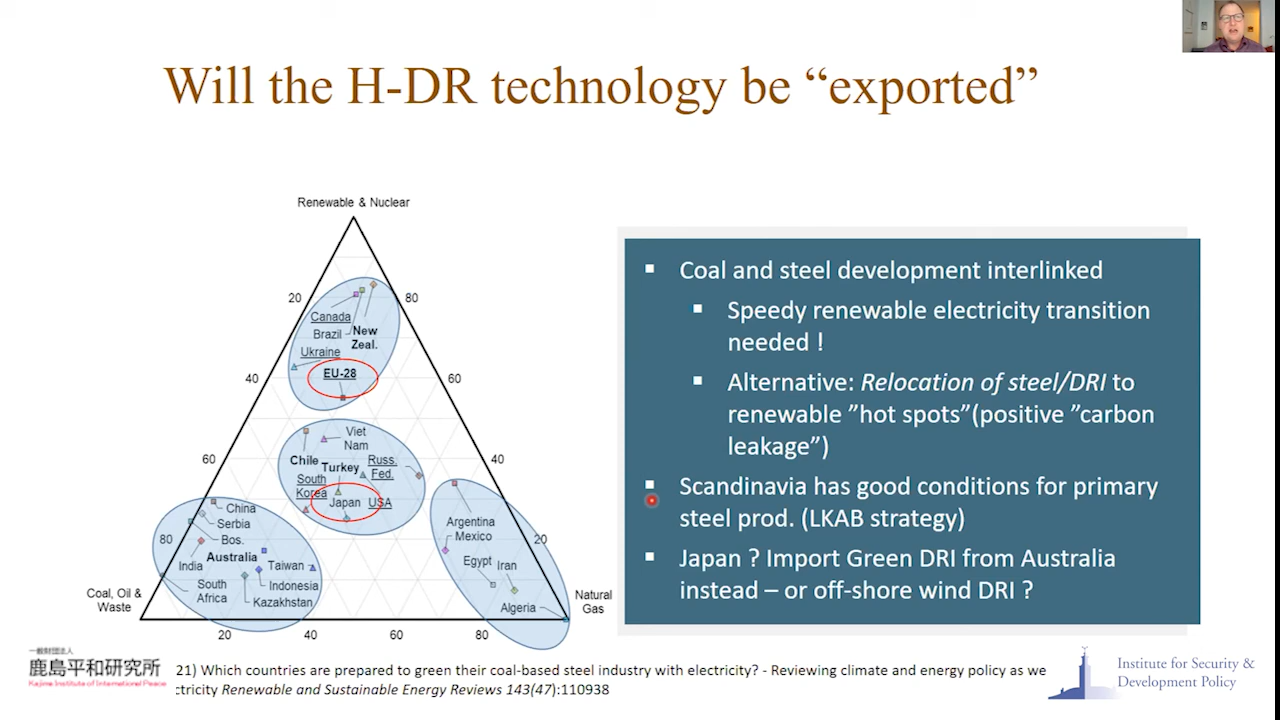 Will the H-DR technology be “exported”
Renewable & Nuclear
20
80
Canada
Brazil
New
Zeal.
Ukraine
EU-28
40
60
Viet
Nam
60
Chile
Turkey
Russ.
Fed.
40
South
Korea
Japan
USA
China
Serbia
80
Bos.
Argentina
Mexico
20
Australia
India
Taiwan
Egypt
Iran
South
Africa
Indonesia
Kazakhstan
Algeria
Coal, Oil &
Waste
Natural
Gas
20
40
60
80
▪ Coal and steel development interlinked
▪ Speedy renewable electricity transition
needed !
▪ Alternative: Relocation of steel/DRI to
renewable ”hot spots”(positive ”carbon
leakage”)
▪ Scandinavia has good conditions for primary
steel prod. (LKAB strategy)
▪ Japan ? Import Green DRI from Australia
instead – or off-shore wind DRI ?
一般財団法人
鹿島平和研究所
Kajima Institute of International Peace
21) Which countries are prepared to green their coal-based steel industry with electricity? - Reviewing climate and energy policy as we
ctricity Renewable and Sustainable Energy Reviews 143(47):110938
Institute for Security &
Development Policy